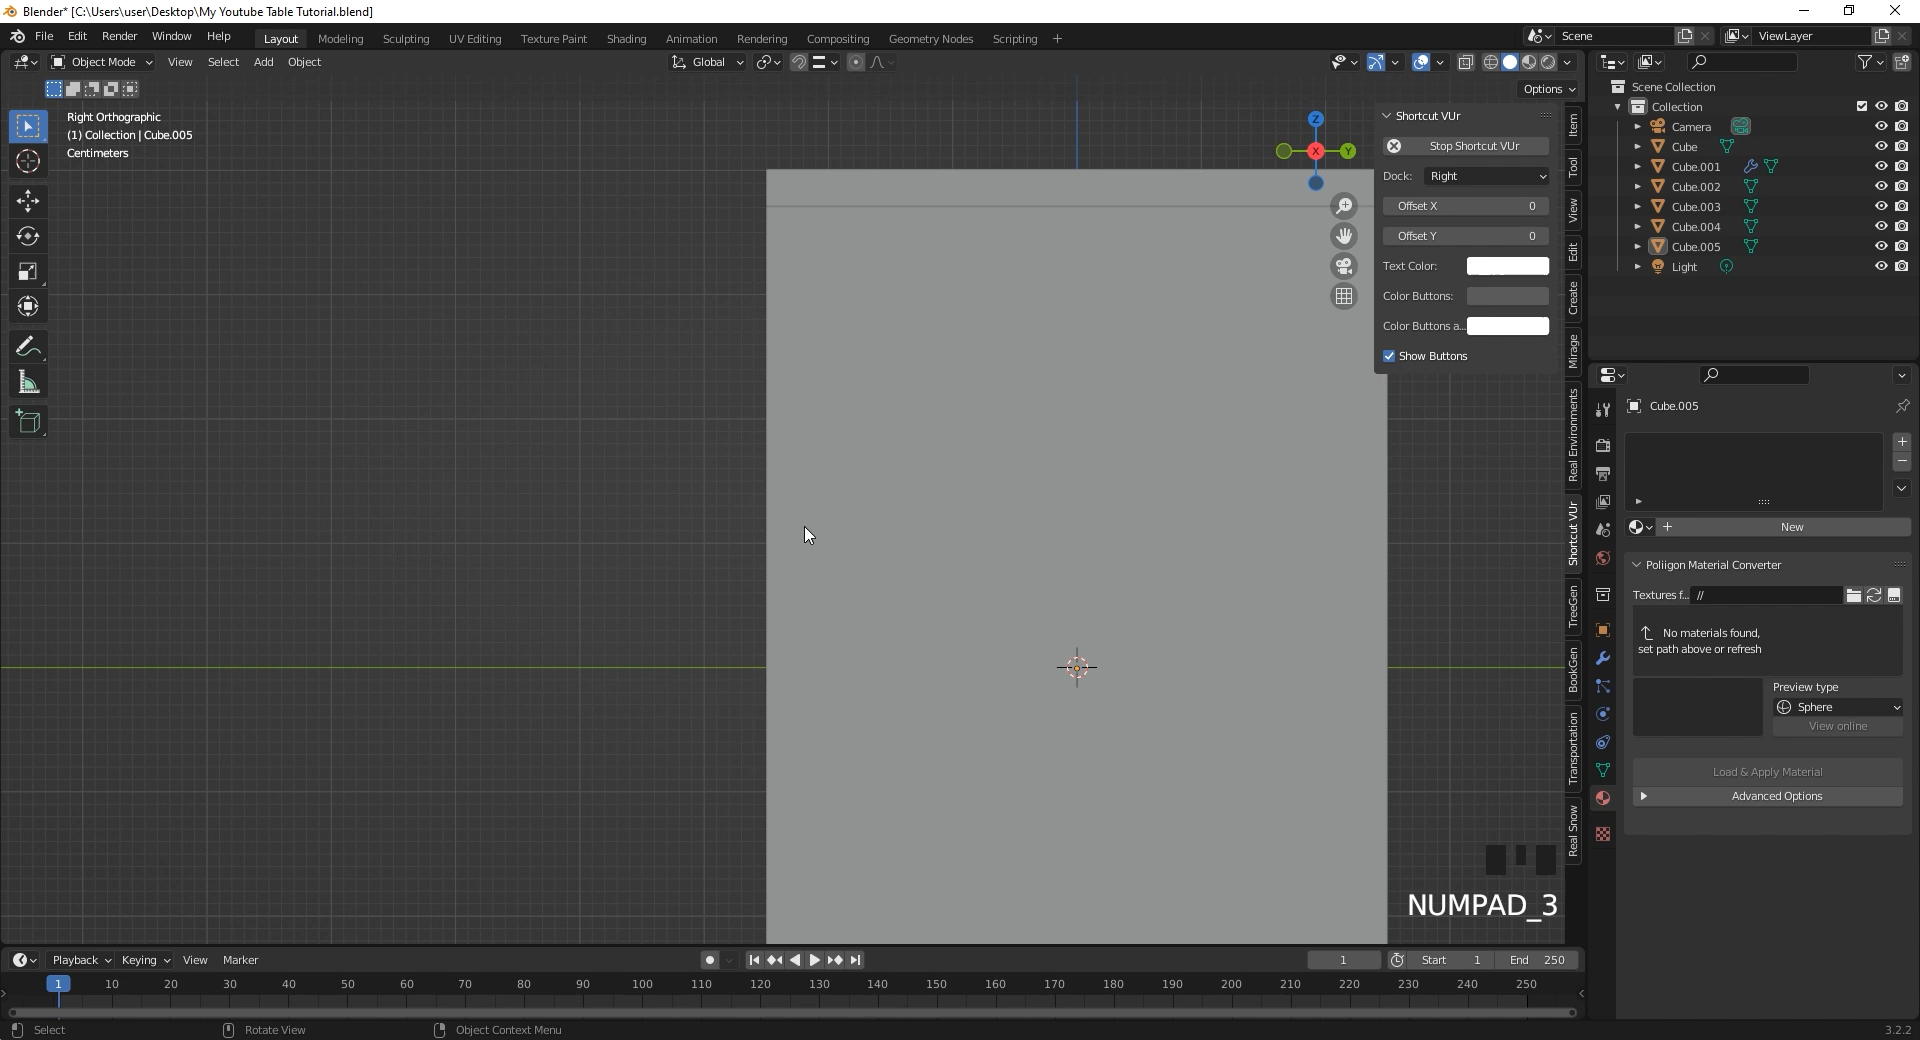 Blender* [C:\Users\user\Desktop\My Youtube Table Tutorial.blend]
File Edit Render Window Help Layout Modeling Sculpting UV Editing Texture Paint Shading Animation Rendering Compositing Geometry Nodes Scripting + Scene ViewLayer
Object Mode View Select Add Object Global
Options
Right Orthographic
(1) Collection | Cube.005
Centimeters
Z
X
Y
Shortcut VUr
Stop Shortcut VUr
Dock: Right
Offset X 0
Offset Y 0
Text Color:
Color Buttons:
Color Buttons a...
Show Buttons
Item
Tool
View
Edit
Create
Mirage
Real Environments
Shortcut VUr
TreeGen
BookGen
Transportation
Real Snow
NUMPAD_3
Scene Collection
Collection
Camera
Cube
Cube.001
Cube.002
Cube.003
Cube.004
Cube.005
Light
Cube.005
New
Poliigon Material Converter
Textures f... //
No materials found,
set path above or refresh
Preview type
Sphere
View online
Load & Apply Material
Advanced Options
Playback Keying View Marker 1 Start 1 End 250
1 10 20 30 40 50 60 70 80 90 100 110 120 130 140 150 160 170 180 190 200 210 220 230 240 250
Select Rotate View Object Context Menu 3.2.2